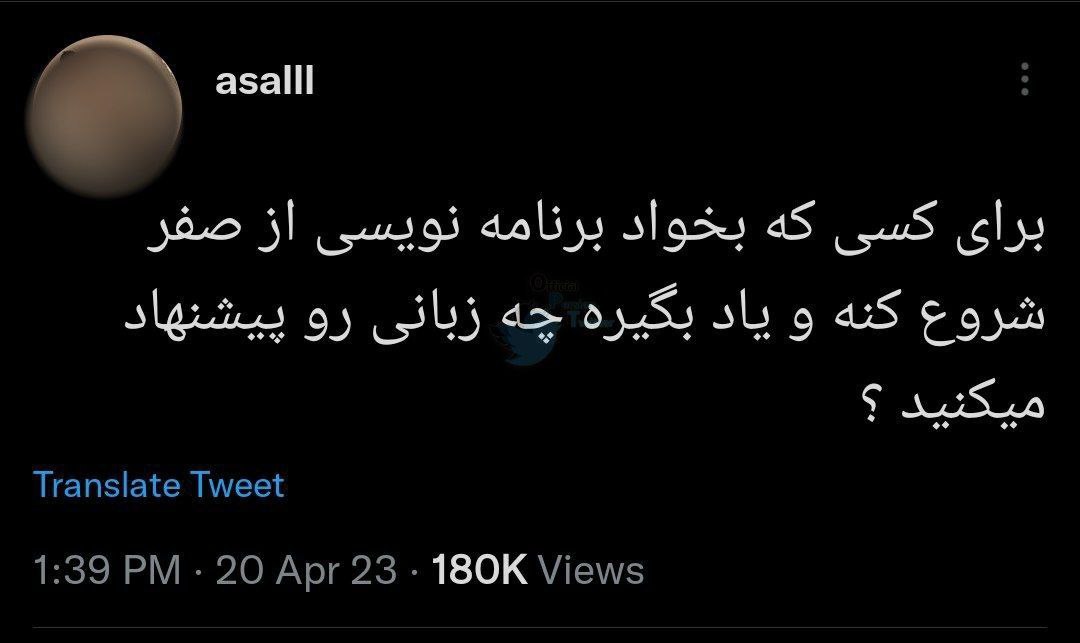 asalll
برای کسی که بخواد برنامه نویسی از صفر
شروع کنه و یاد بگیره چه زبانی رو پیشنهاد
میکنید ؟
Translate Tweet
1:39 PM · 20 Apr 23 · 180K Views